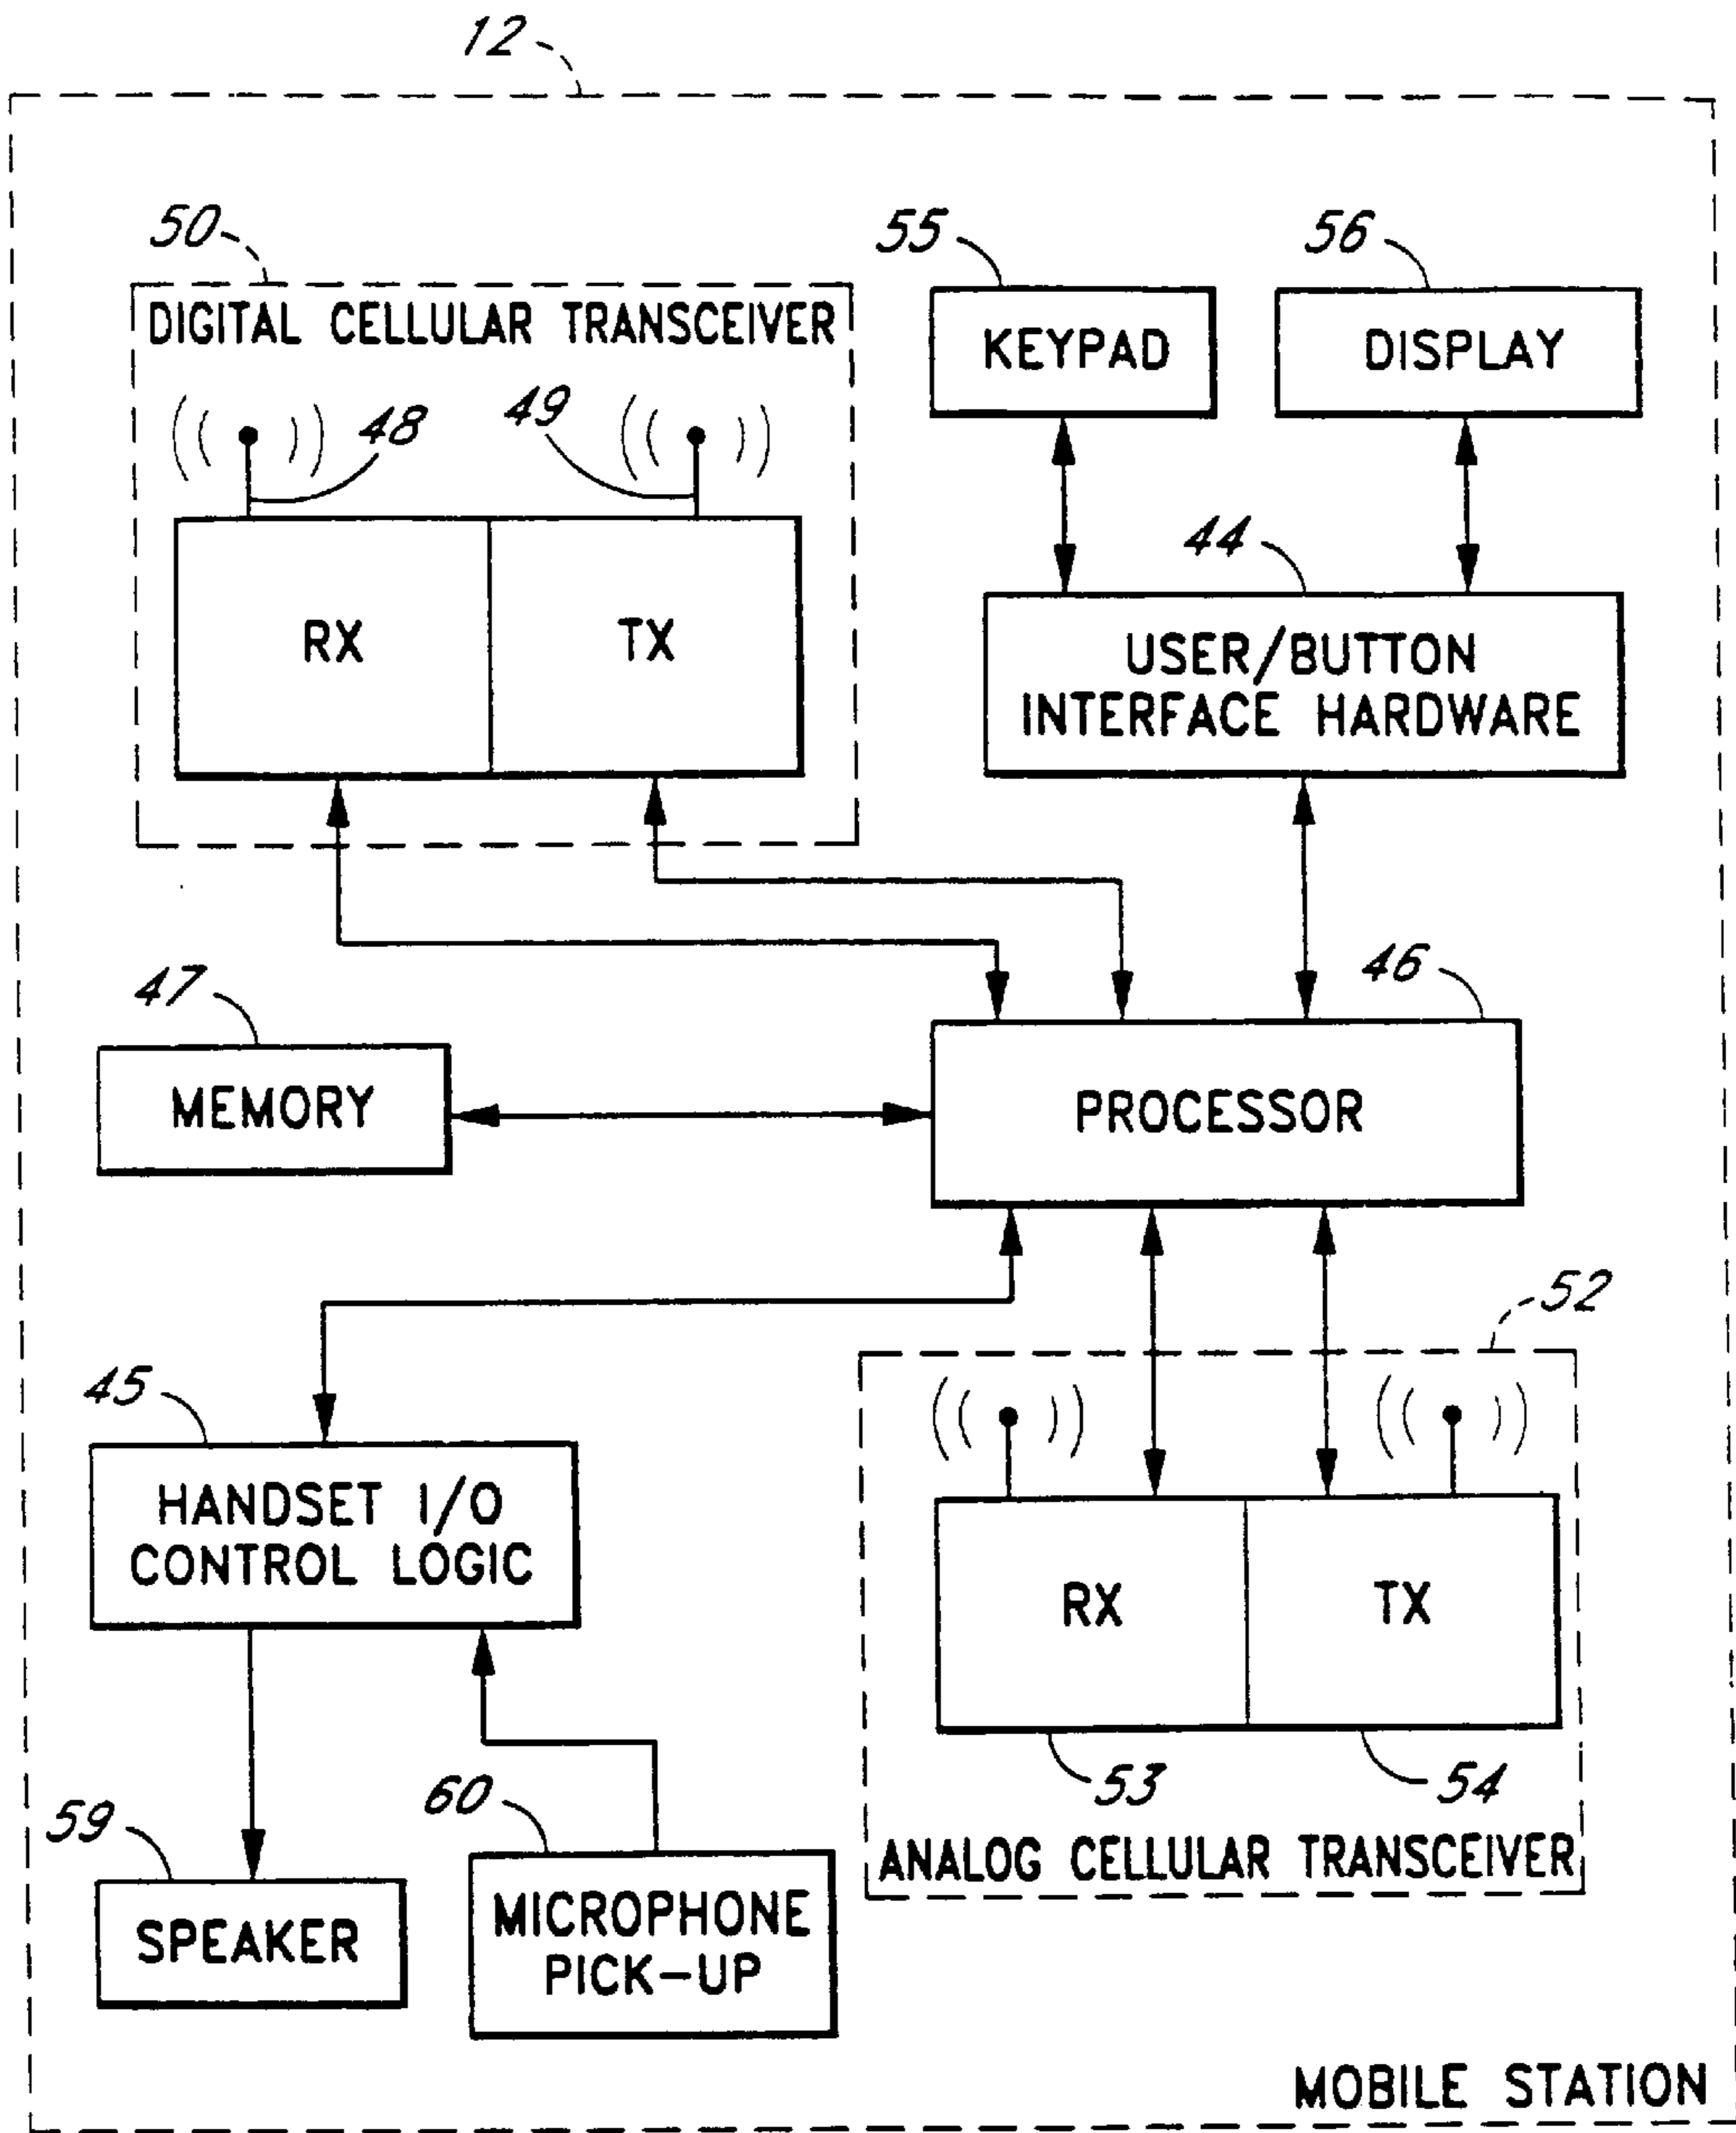 12
50
55
56
DIGITAL CELLULAR TRANSCEIVER
KEYPAD
DISPLAY
48
49
44
RX
TX
USER/BUTTON
INTERFACE HARDWARE
47
46
MEMORY
PROCESSOR
52
45
HANDSET I/O
CONTROL LOGIC
RX
TX
53
54
59
60
ANALOG CELLULAR TRANSCEIVER
SPEAKER
MICROPHONE
PICK-UP
MOBILE STATION